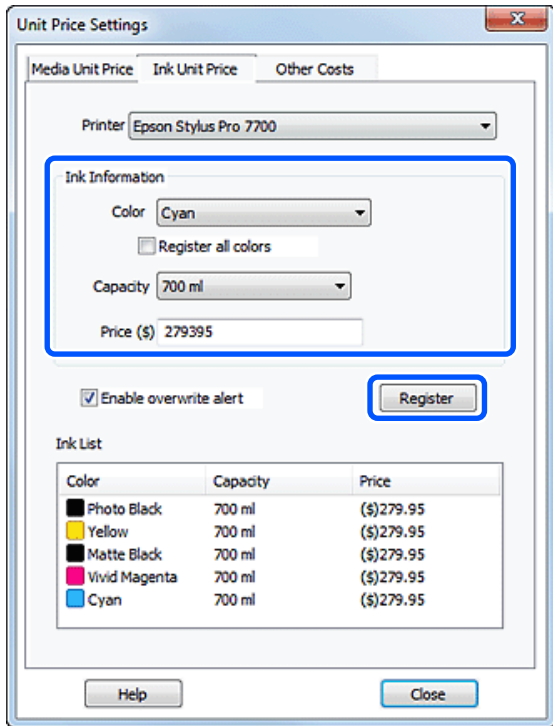 Unit Price Settings
Media Unit Price Ink Unit Price Other Costs
Printer Epson Stylus Pro 7700
Ink Information
Color Cyan
Register all colors
Capacity 700 ml
Price ($) 279395
Enable overwrite alert Register
Ink List
Color Capacity Price
Photo Black 700 ml ($)279.95
Yellow 700 ml ($)279.95
Matte Black 700 ml ($)279.95
Vivid Magenta 700 ml ($)279.95
Cyan 700 ml ($)279.95
Help Close